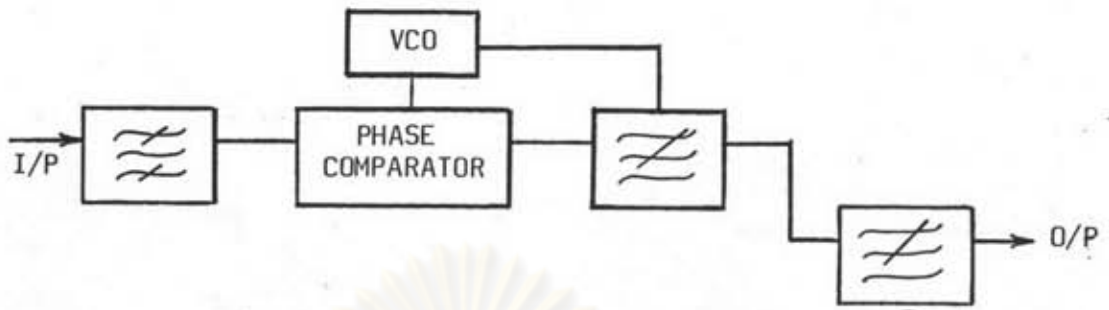 VCO
I/P
PHASE
COMPARATOR
O/P